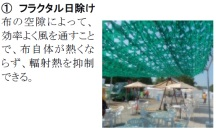 ① フラクタル日除け
布の空隙によって、
効率よく風を通すこと
で、布自体が熱くな
らず、輻射熱を抑制
できる。